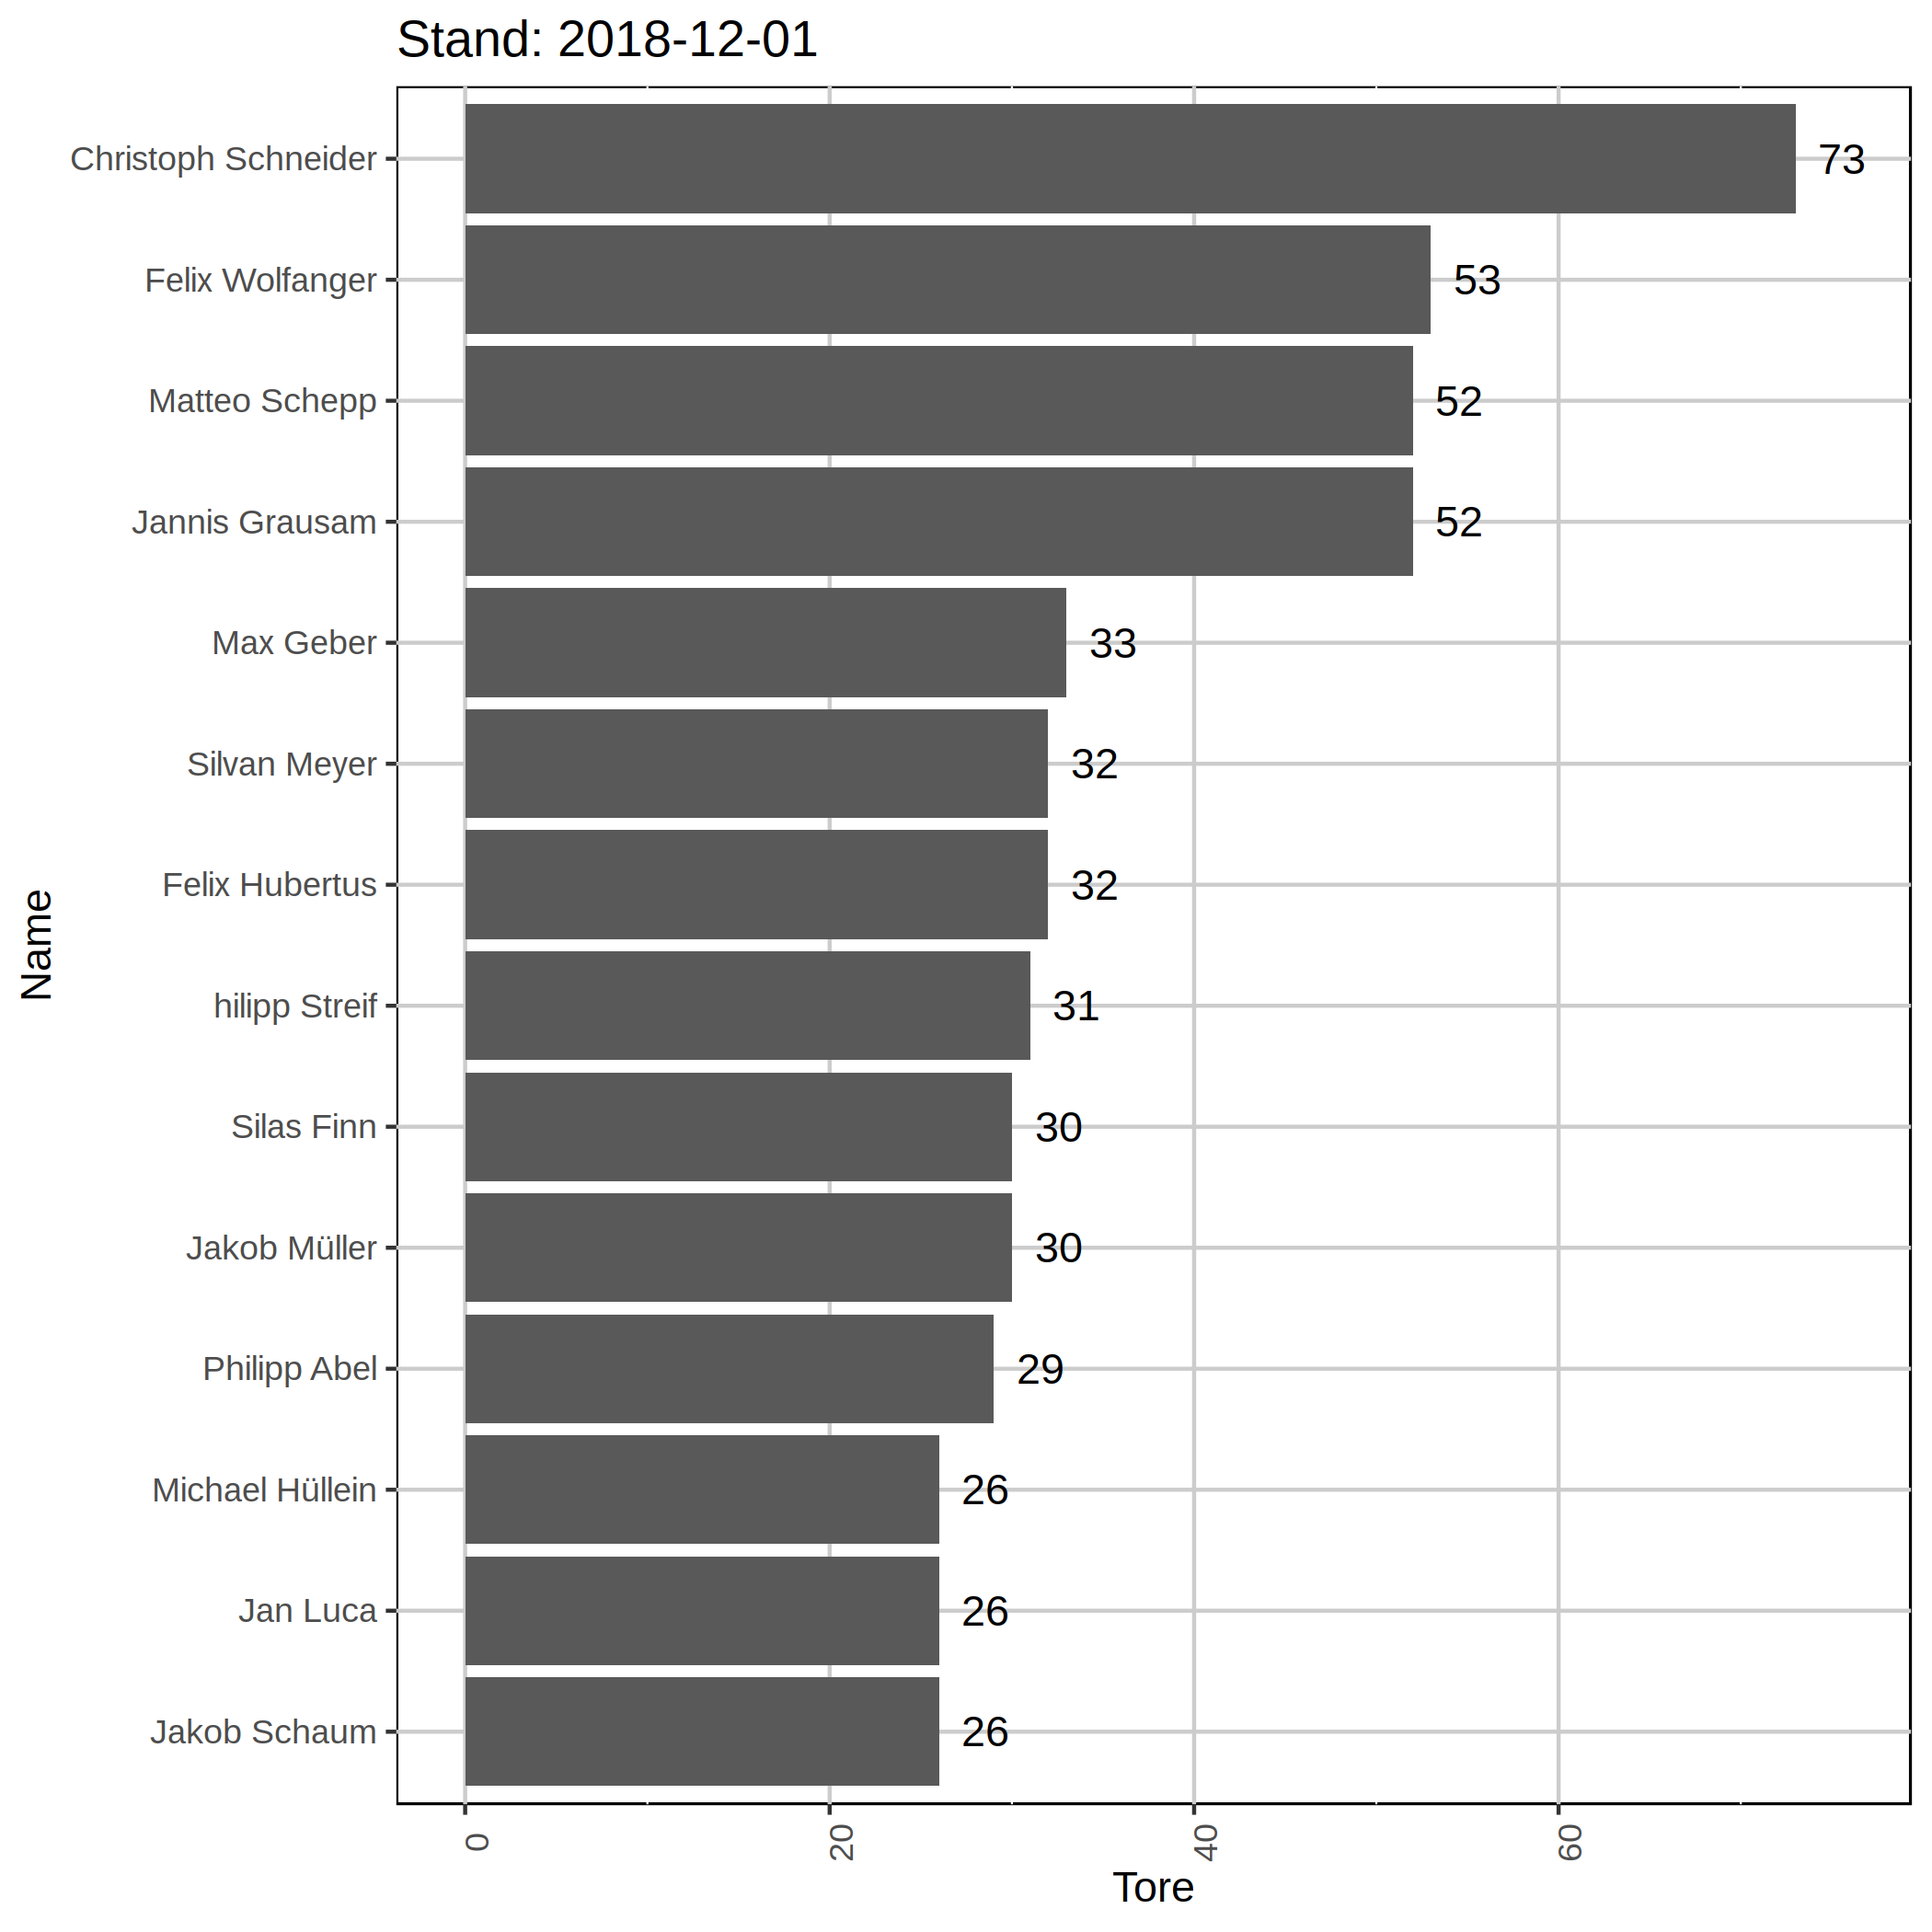 Stand: 2018-12-01
Christoph Schneider 73
Felix Wolfanger 53
Matteo Schepp 52
Jannis Grausam 52
Max Geber 33
Silvan Meyer 32
Felix Hubertus 32
hilipp Streif 31
Silas Finn 30
Jakob Müller 30
Philipp Abel 29
Michael Hüllein 26
Jan Luca 26
Jakob Schaum 26
Name
0 20 40 60
Tore